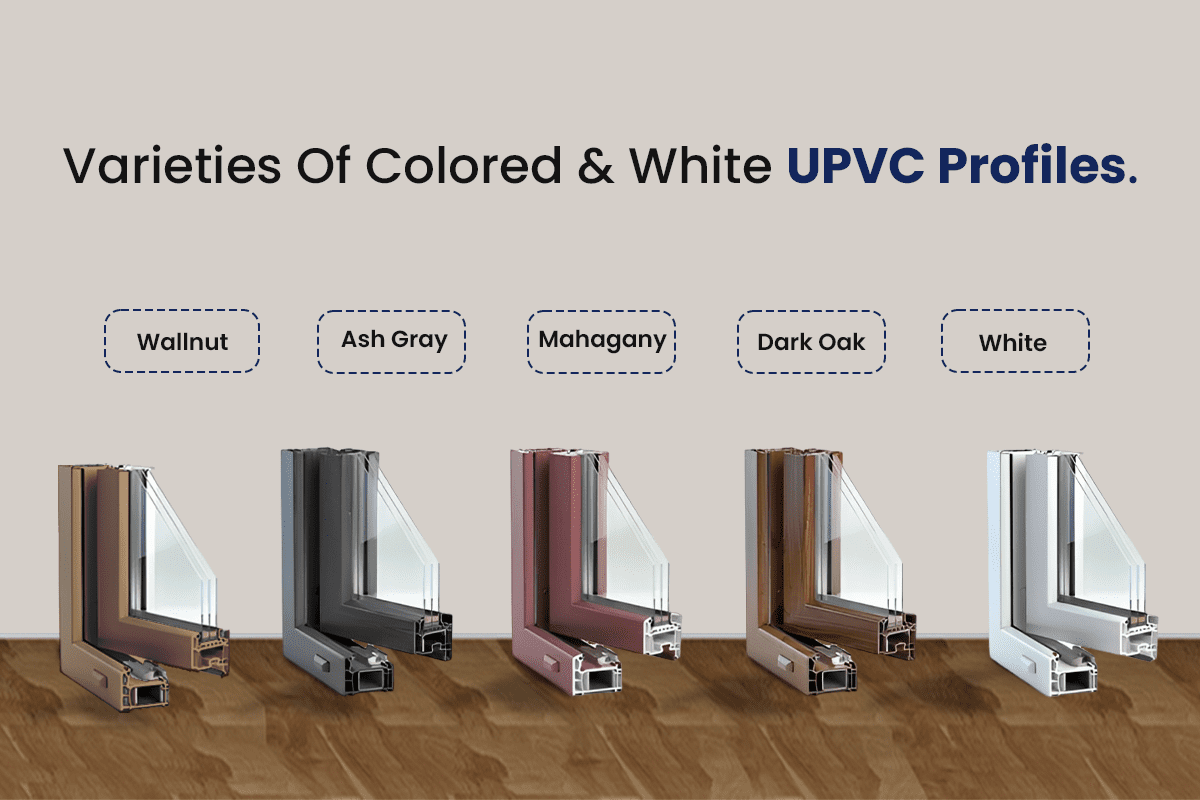 Varieties Of Colored & White UPVC Profiles.
Wallnut
Ash Gray
Mahagany
Dark Oak
White